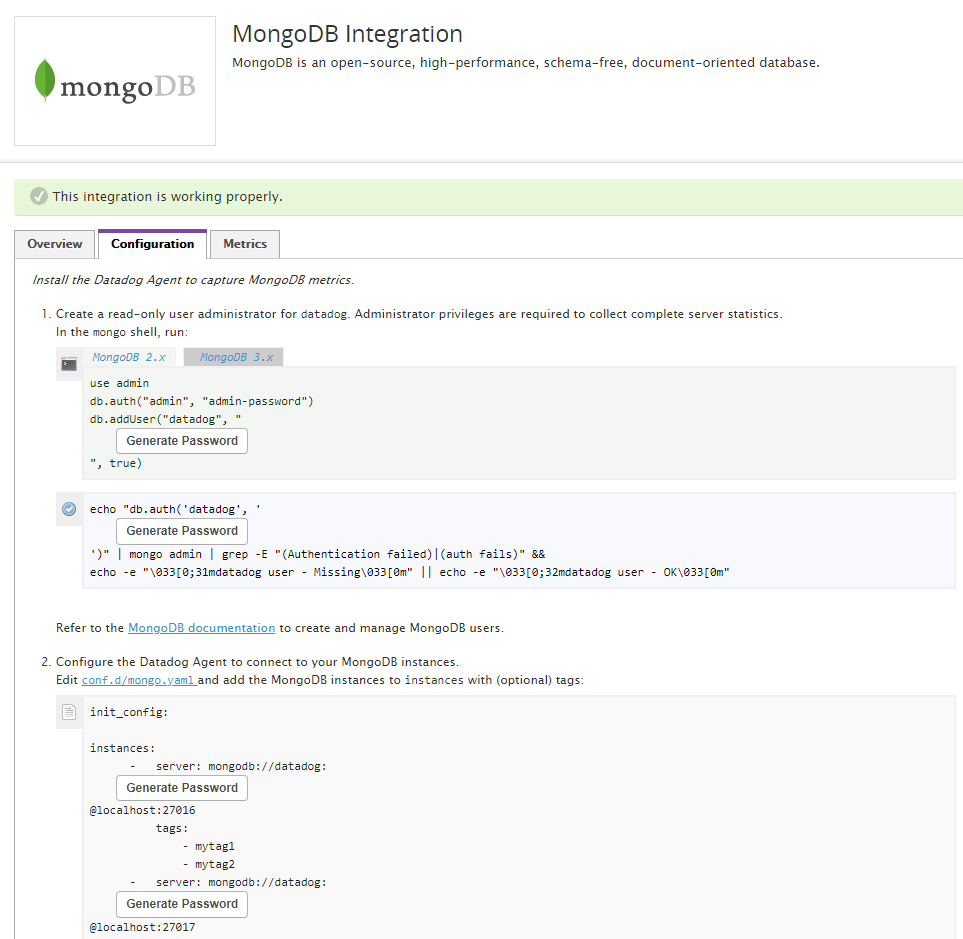 mongoDB
MongoDB Integration
MongoDB is an open-source, high-performance, schema-free, document-oriented database.
This integration is working properly.
Overview
Configuration
Metrics
Install the Datadog Agent to capture MongoDB metrics.
1. Create a read-only user administrator for datadog. Administrator privileges are required to collect complete server statistics.
In the mongo shell, run:
MongoDB 2.x
MongoDB 3.x
use admin
db.auth("admin", "admin-password")
db.addUser("datadog", "
Generate Password
", true)
echo "db.auth('datadog', '
Generate Password
')" | mongo admin | grep -E "(Authentication failed)|(auth fails)" &&
echo -e "\033[0;31mdatadog user - Missing\033[0m" || echo -e "\033[0;32mdatadog user - OK\033[0m"
Refer to the MongoDB documentation to create and manage MongoDB users.
2. Configure the Datadog Agent to connect to your MongoDB instances.
Edit conf.d/mongo.yaml and add the MongoDB instances to instances with (optional) tags:
init_config:
instances:
- server: mongodb://datadog:
Generate Password
@localhost:27016
tags:
- mytag1
- mytag2
- server: mongodb://datadog:
Generate Password
@localhost:27017